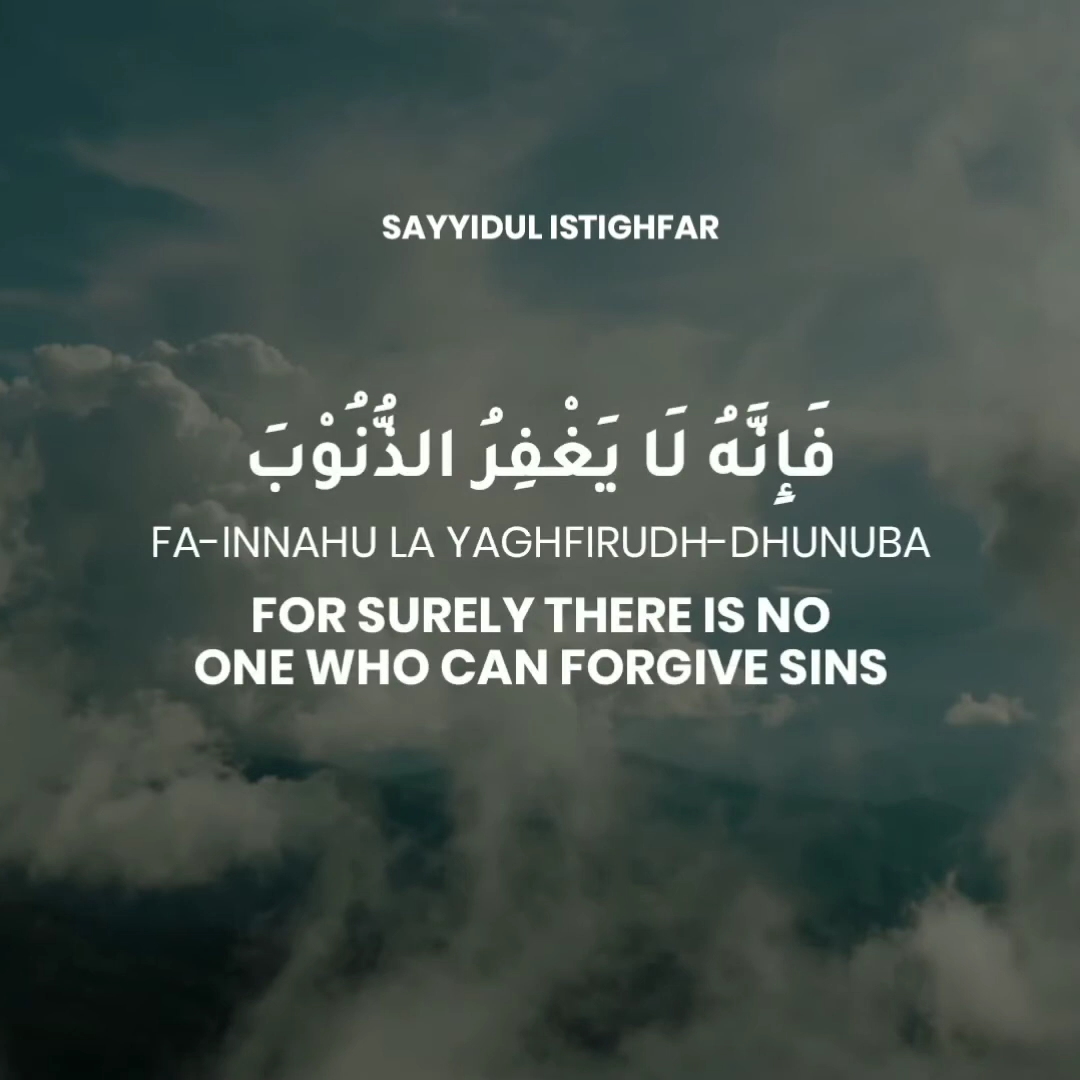 SAYYIDUL ISTIGHFAR
فَإِنَّهُ لَا يَغْفِرُ الذُّنُوْبَ
FA-INNAHU LA YAGHFIRUDH-DHUNUBA
FOR SURELY THERE IS NO
ONE WHO CAN FORGIVE SINS